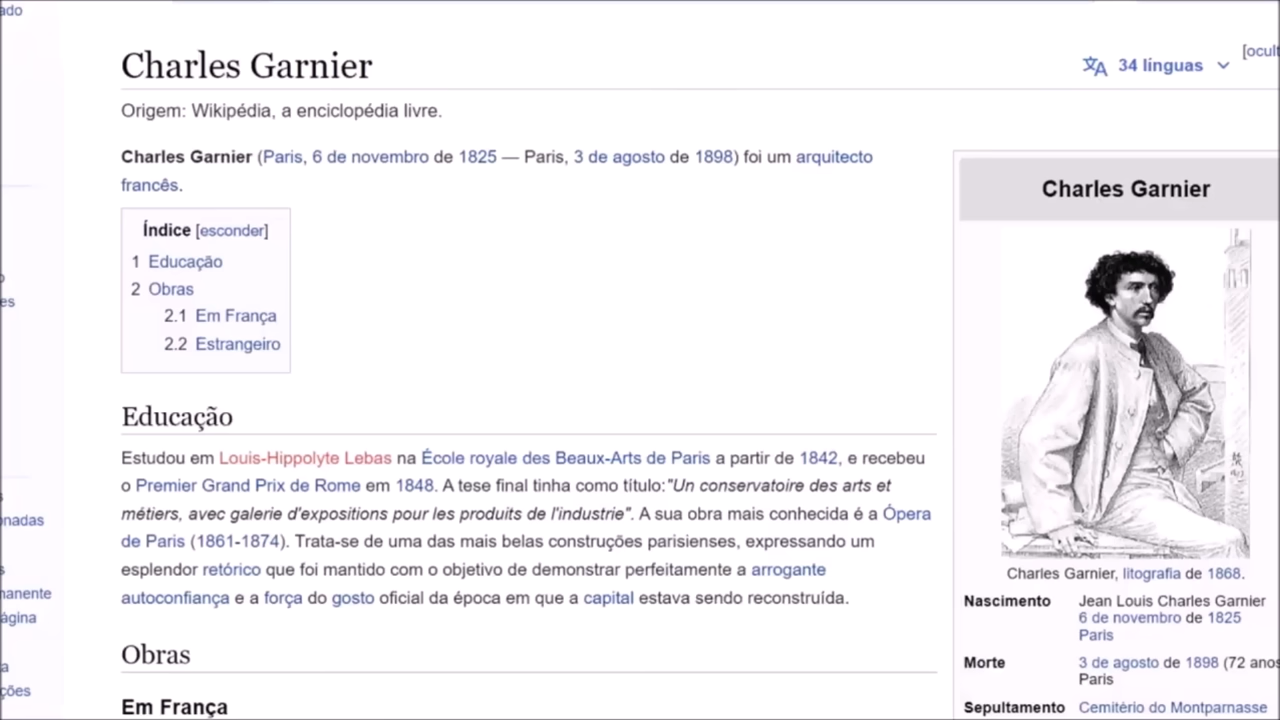 ado
Charles Garnier
34 línguas
[ocult
Origem: Wikipédia, a enciclopédia livre.
Charles Garnier (Paris, 6 de novembro de 1825 — Paris, 3 de agosto de 1898) foi um arquitecto
francês.
Índice [esconder]
1 Educação
2 Obras
2.1 Em França
2.2 Estrangeiro
Educação
Estudou em Louis-Hippolyte Lebas na École royale des Beaux-Arts de Paris a partir de 1842, e recebeu
o Premier Grand Prix de Rome em 1848. A tese final tinha como título:"Un conservatoire des arts et
métiers, avec galerie d'expositions pour les produits de l'industrie". A sua obra mais conhecida é a Ópera
de Paris (1861-1874). Trata-se de uma das mais belas construções parisienses, expressando um
esplendor retórico que foi mantido com o objetivo de demonstrar perfeitamente a arrogante
autoconfiança e a força do gosto oficial da época em que a capital estava sendo reconstruída.
Obras
Em França
Charles Garnier
Charles Garnier, litografia de 1868.
Nascimento Jean Louis Charles Garnier
6 de novembro de 1825
Paris
Morte 3 de agosto de 1898 (72 anos
Paris
Sepultamento Cemitério do Montparnasse
es
onadas
nanente
ágina
a
ções